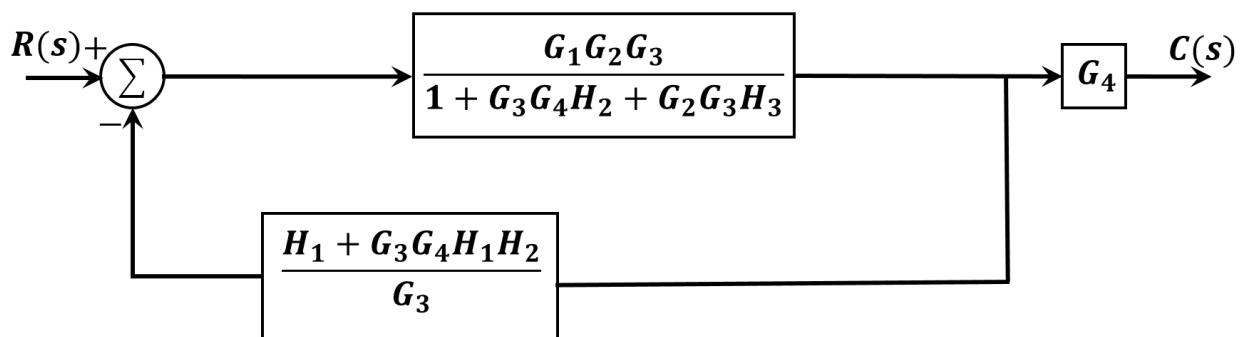 R(s) +
∑
−
G₁G₂G₃
1 + G₃G₄H₂ + G₂G₃H₃
G₄
C(s)
H₁ + G₃G₄H₁H₂
G₃